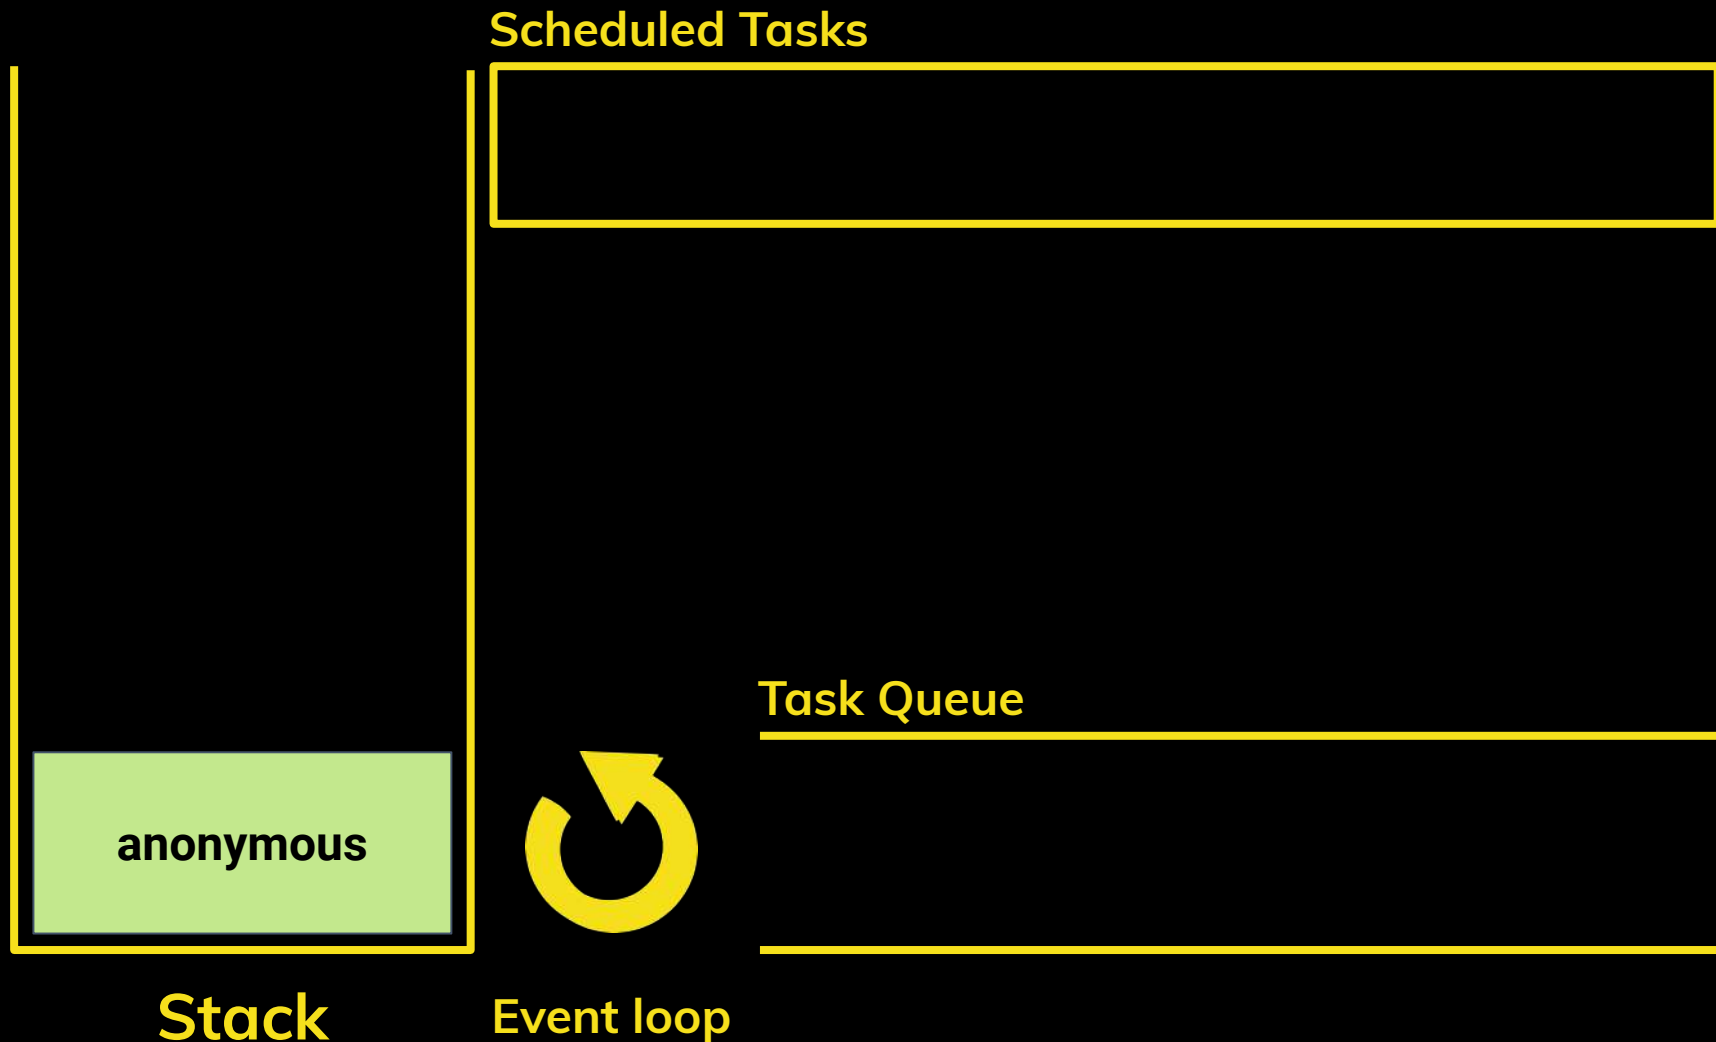 Scheduled Tasks
Task Queue
anonymous
Stack
Event loop